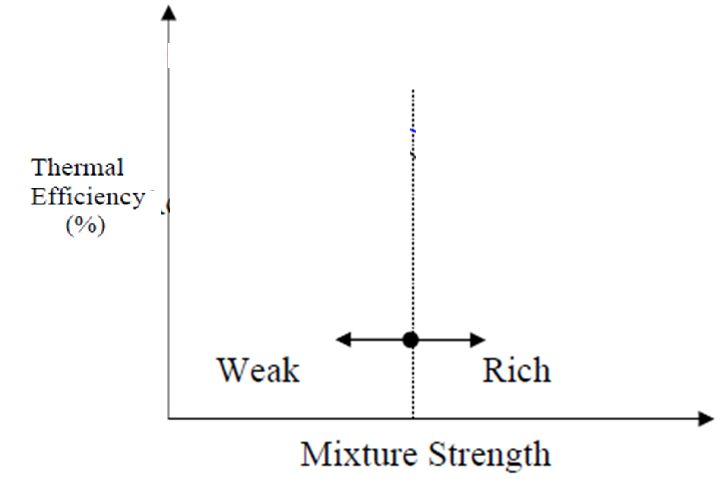 Thermal
Efficiency
(%)
Weak
Rich
Mixture Strength